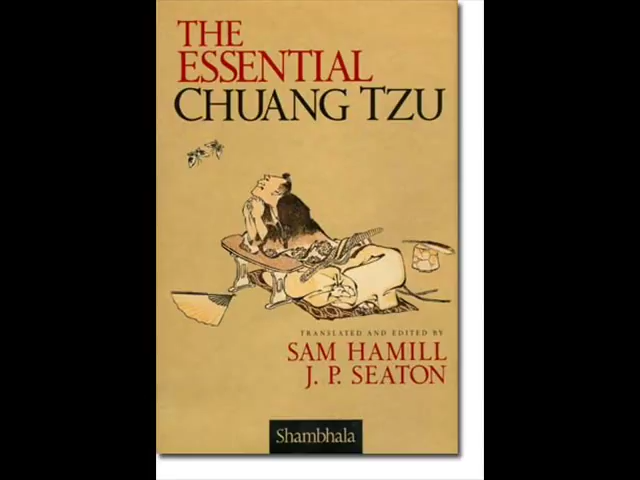 THE
ESSENTIAL
CHUANG TZU
TRANSLATED AND EDITED BY
SAM HAMILL
J. P. SEATON
Shambhala